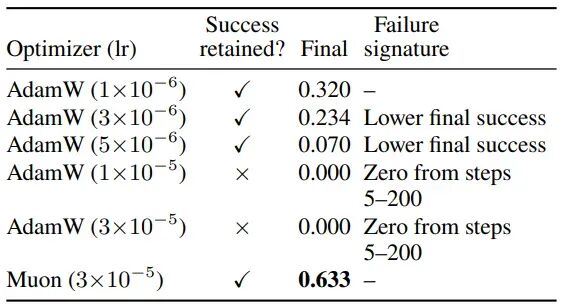 Optimizer (lr) Success retained? Final Failure signature
AdamW (1×10⁻⁶) ✓ 0.320 –
AdamW (3×10⁻⁶) ✓ 0.234 Lower final success
AdamW (5×10⁻⁶) ✓ 0.070 Lower final success
AdamW (1×10⁻⁵) × 0.000 Zero from steps
5–200
AdamW (3×10⁻⁵) × 0.000 Zero from steps
5–200
Muon (3×10⁻⁵) ✓ 0.633 –